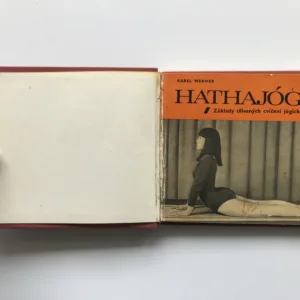 KAREL WERNER
HATHAJÓG
Základy tělesných cvičení jógick